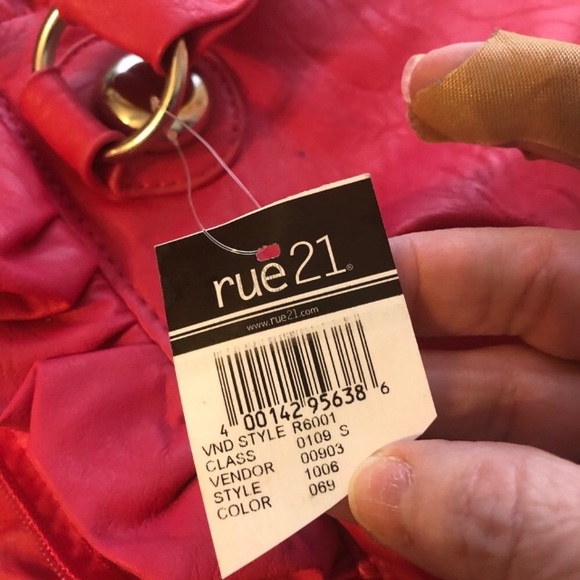 rue21®
www.rue21.com
4 00142 95638 6
VND STYLE R6001
CLASS 0109 S
VENDOR 00903
STYLE 1006
COLOR 069